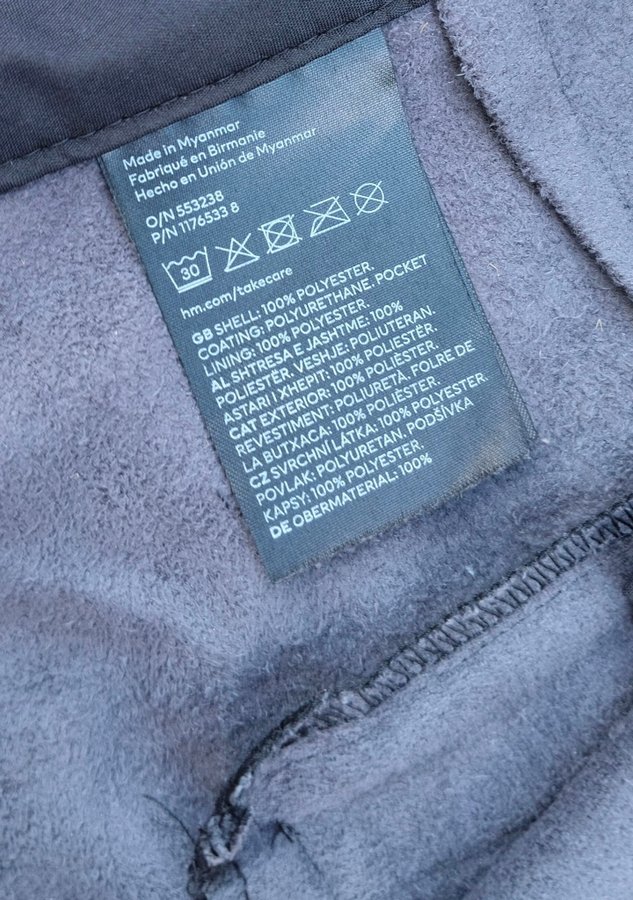 Made in Myanmar
Fabriqué en Birmanie
Hecho en Unión de Myanmar
O/N 553238
P/N 1176533 8
30
hm.com/takecare
GB SHELL: 100% POLYESTER.
COATING: POLYURETHANE. POCKET
LINING: 100% POLYESTER.
AL SHTRESA E JASHTME: 100%
POLIESTËR. VESHJE: POLIURETAN.
ASTARI I XHEPIT: 100% POLIESTËR.
CAT EXTERIOR: 100% POLIÈSTER.
REVESTIMENT: POLIURETÀ. FOLRE DE
LA BUTXACA: 100% POLIÈSTER.
CZ SVRCHNÍ LÁTKA: 100% POLYESTER.
POVLAK: POLYURETAN. PODŠÍVKA
KAPSY: 100% POLYESTER.
DE OBERMATERIAL: 100%